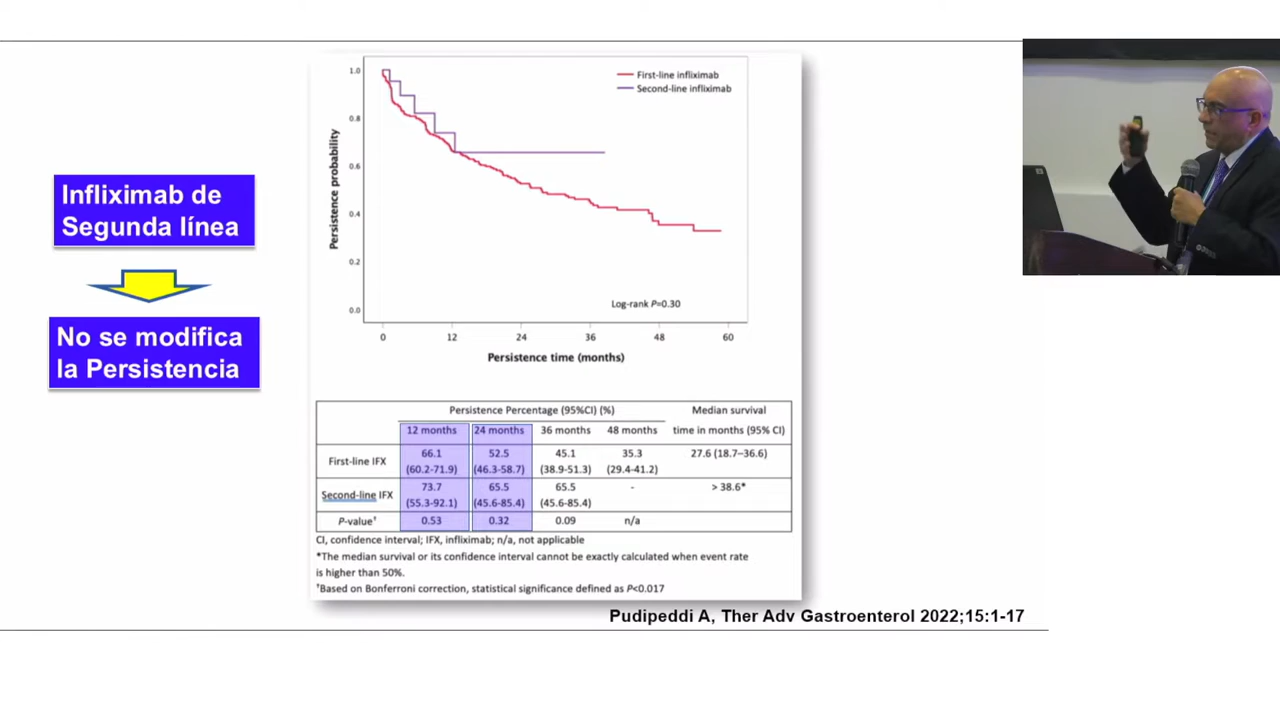 Infliximab de
Segunda línea
No se modifica
la Persistencia
First-line infliximab
Second-line infliximab
1.0
0.8
0.6
0.4
0.2
0.0
Persistence probability
Log-rank P=0.30
0 12 24 36 48 60
Persistence time (months)
Persistence Percentage (95%CI) (%) Median survival
12 months 24 months 36 months 48 months time in months (95% CI)
First-line IFX 66.1 52.5 45.1 35.3 27.6 (18.7–36.6)
(60.2-71.9) (46.3-58.7) (38.9-51.3) (29.4-41.2)
Second-line IFX 73.7 65.5 65.5 - > 38.6*
(55.3-92.1) (45.6-85.4) (45.6-85.4)
P-value† 0.53 0.32 0.09 n/a
CI, confidence interval; IFX, infliximab; n/a, not applicable
*The median survival or its confidence interval cannot be exactly calculated when event rate
is higher than 50%.
†Based on Bonferroni correction, statistical significance defined as P<0.017
Pudipeddi A, Ther Adv Gastroenterol 2022;15:1-17